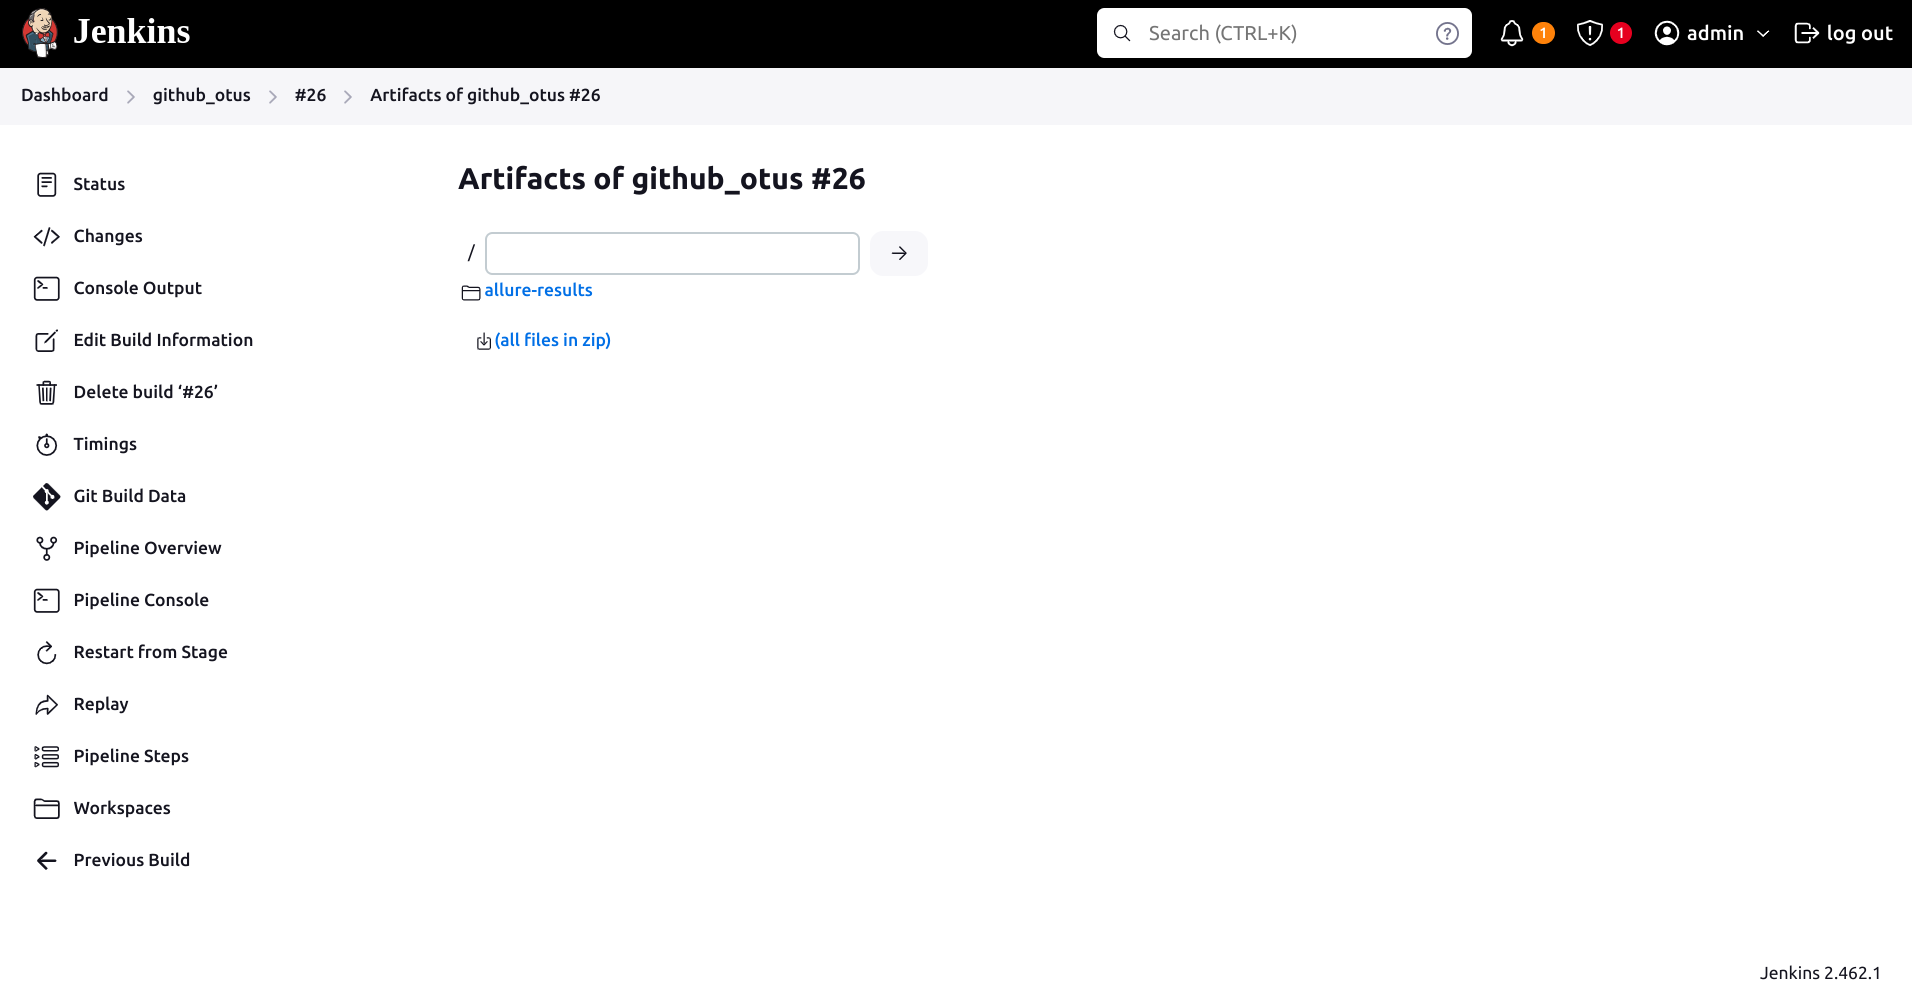 Jenkins
Search (CTRL+K)
?
1
1
admin
log out
Dashboard
github_otus
#26
Artifacts of github_otus #26
Status
Changes
Console Output
Edit Build Information
Delete build ‘#26’
Timings
Git Build Data
Pipeline Overview
Pipeline Console
Restart from Stage
Replay
Pipeline Steps
Workspaces
Previous Build
Artifacts of github_otus #26
/
allure-results
(all files in zip)
Jenkins 2.462.1